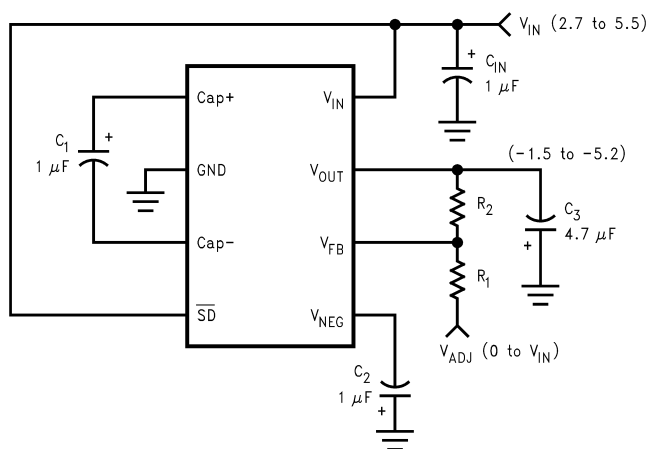 V_IN (2.7 to 5.5)
C_IN
1 μF
Cap+
V_IN
C_1
+
1 μF
GND
V_OUT
(-1.5 to -5.2)
R_2
C_3
4.7 μF
+
Cap-
V_FB
R_1
SD
V_NEG
V_ADJ (0 to V_IN)
C_2
1 μF
+
+